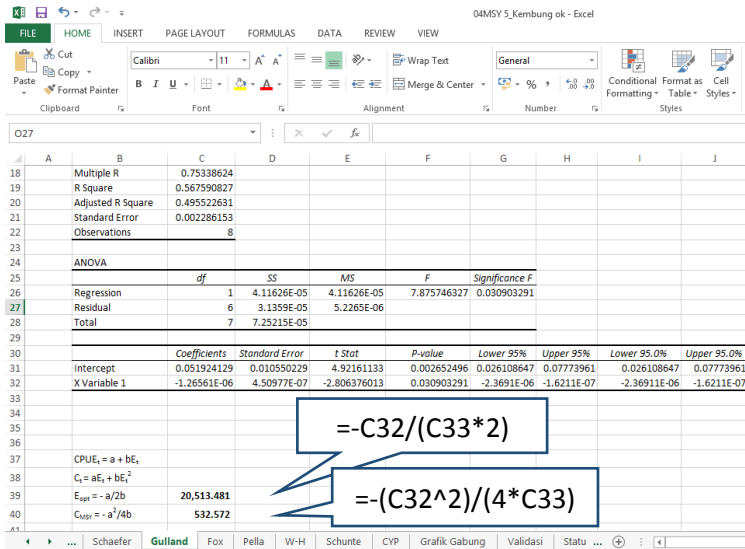 04MSY 5_Kembung ok - Excel
FILE HOME INSERT PAGE LAYOUT FORMULAS DATA REVIEW VIEW
Cut
Copy
Format Painter
Paste
Clipboard
Calibri 11
Font
Wrap Text
Merge & Center
Alignment
General
Number
Conditional Formatting
Format as Table
Cell Styles
Styles
O27
A B C D E F G H I J
18 Multiple R 0.75338624
19 R Square 0.567590827
20 Adjusted R Square 0.495522631
21 Standard Error 0.002286153
22 Observations 8
23
24 ANOVA
25 df SS MS F Significance F
26 Regression 1 4.11626E-05 4.11626E-05 7.875746327 0.030903291
27 Residual 6 3.1359E-05 5.2265E-06
28 Total 7 7.25215E-05
29
30 Coefficients Standard Error t Stat P-value Lower 95% Upper 95% Lower 95.0% Upper 95.0%
31 Intercept 0.051924129 0.010550229 4.92161133 0.002652496 0.026108647 0.07773961 0.026108647 0.07773961
32 X Variable 1 -1.26561E-06 4.50977E-07 -2.806376013 0.030903291 -2.3691E-06 -1.6211E-07 -2.36911E-06 -1.6211E-07
33
34
35
36
=-C32/(C33*2)
37 CPUEt = a + bEt
38 Ct = aEt + bEt²
39 Eopt = - a/2b 20,513.481
=-(C32^2)/(4*C33)
40 CMSY = - a²/4b 532.572
41
... Schaefer Gulland Fox Pella W-H Schunte CYP Grafik Gabung Validasi Statu ...